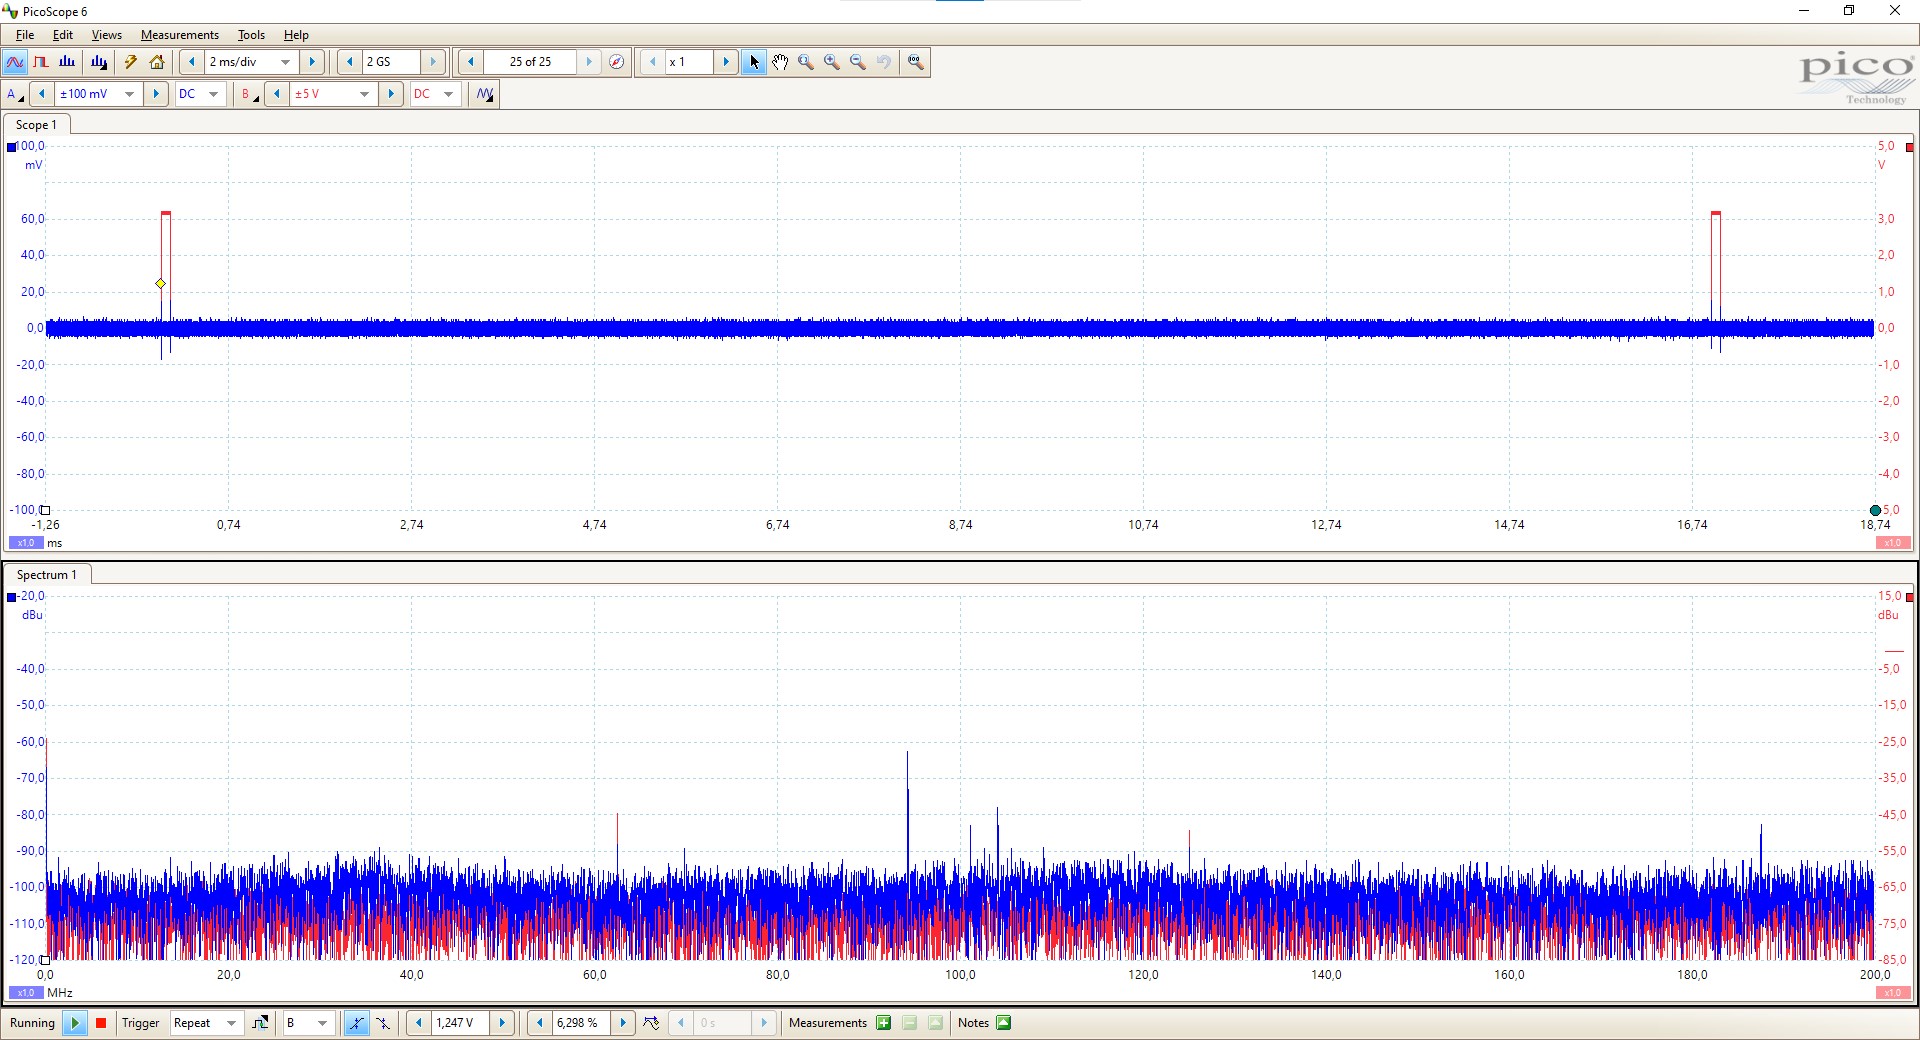 PicoScope 6
File Edit Views Measurements Tools Help
2 ms/div 2 GS 25 of 25 x 1
A ±100 mV DC B ±5 V DC
pico
Technology
Scope 1
100,0 5,0
mV V
60,0 3,0
40,0 2,0
20,0 1,0
0,0 0,0
-20,0 -1,0
-40,0 -2,0
-60,0 -3,0
-80,0 -4,0
-100,0 -5,0
-1,26 0,74 2,74 4,74 6,74 8,74 10,74 12,74 14,74 16,74 18,74
x1,0 ms x1,0
Spectrum 1
-20,0 15,0
dBu dBu
-40,0 -5,0
-50,0 -15,0
-60,0 -25,0
-70,0 -35,0
-80,0 -45,0
-90,0 -55,0
-100,0 -65,0
-110,0 -75,0
-120,0 -85,0
0,0 20,0 40,0 60,0 80,0 100,0 120,0 140,0 160,0 180,0 200,0
x1,0 MHz x1,0
Running Trigger Repeat B 1,247 V 6,298 % 0 s Measurements Notes